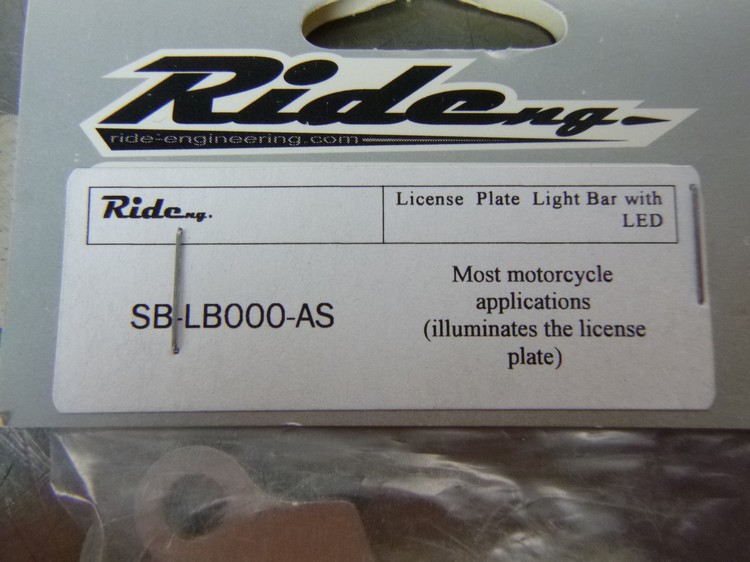 Rideng.
ride-engineering.com
Rideng.
License Plate Light Bar with
LED
SB-LB000-AS
Most motorcycle
applications
(illuminates the license
plate)